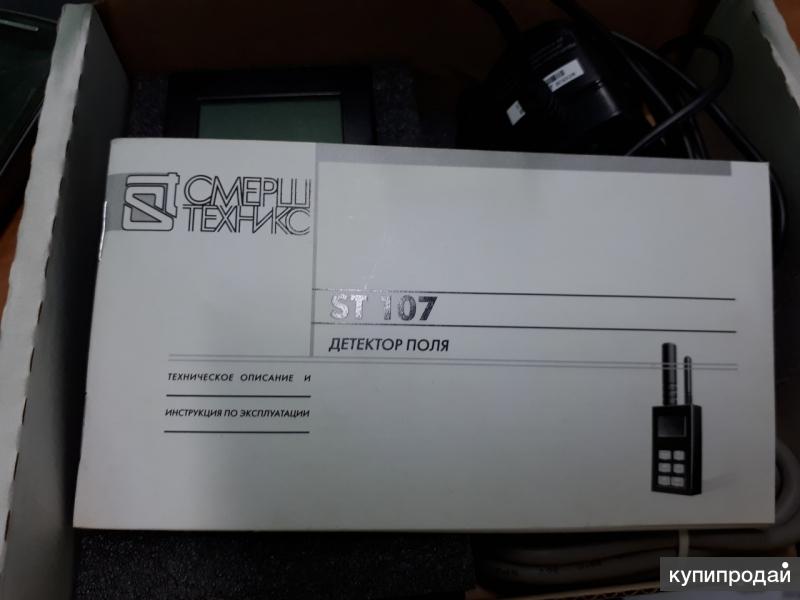 СМЕРШ
ТЕХНИКС
ST 107
ДЕТЕКТОР ПОЛЯ
ТЕХНИЧЕСКОЕ ОПИСАНИЕ И
ИНСТРУКЦИЯ ПО ЭКСПЛУАТАЦИИ
купипродай